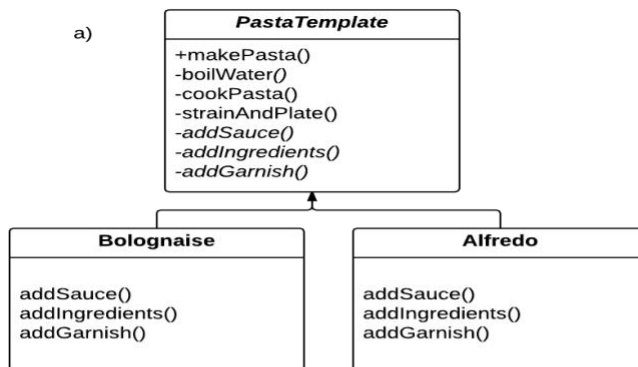 a)
PastaTemplate
+makePasta()
-boilWater()
-cookPasta()
-strainAndPlate()
-addSauce()
-addIngredients()
-addGarnish()
Bolognaise
addSauce()
addIngredients()
addGarnish()
Alfredo
addSauce()
addIngredients()
addGarnish()